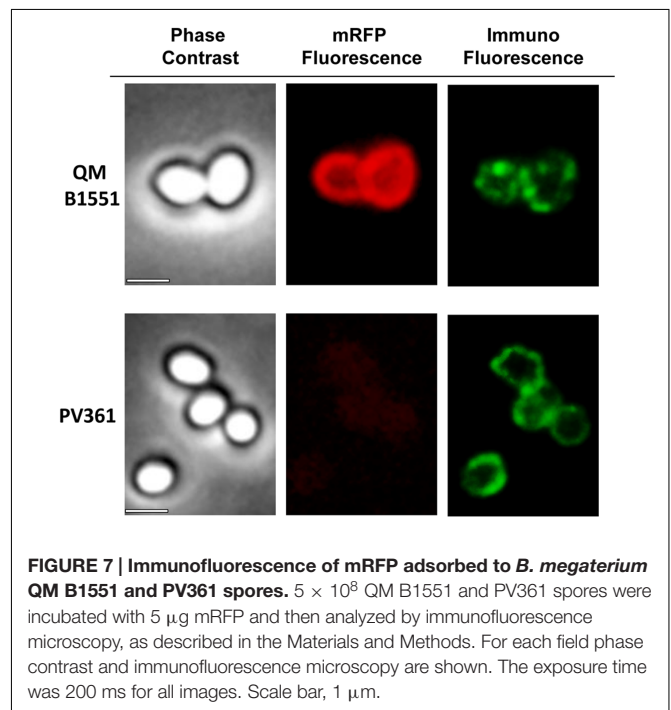 Phase Contrast
mRFP Fluorescence
Immuno Fluorescence
QM B1551
PV361
FIGURE 7 | Immunofluorescence of mRFP adsorbed to B. megaterium
QM B1551 and PV361 spores. 5 × 10⁸ QM B1551 and PV361 spores were
incubated with 5 μg mRFP and then analyzed by immunofluorescence
microscopy, as described in the Materials and Methods. For each field phase
contrast and immunofluorescence microscopy are shown. The exposure time
was 200 ms for all images. Scale bar, 1 μm.